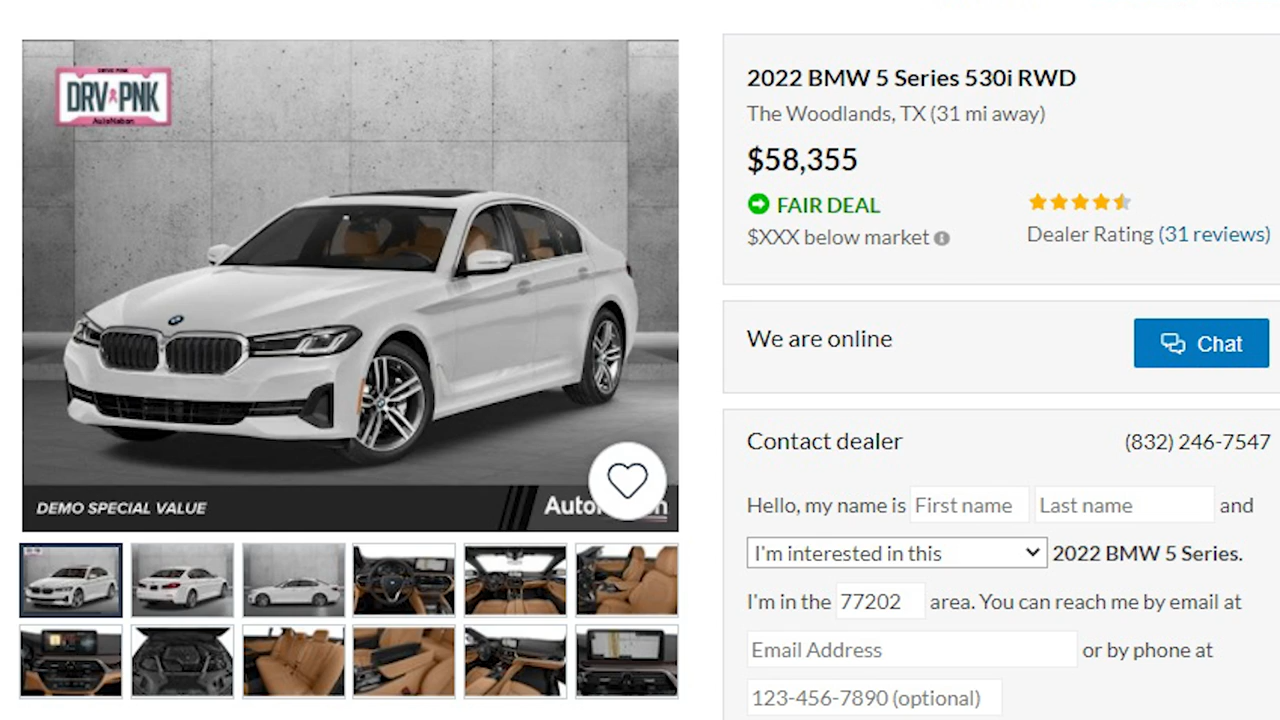 DRIVE PINK
DRV PNK
AutoNation
DEMO SPECIAL VALUE
2022 BMW 5 Series 530i RWD
The Woodlands, TX (31 mi away)
$58,355
FAIR DEAL
$XXX below market
Dealer Rating (31 reviews)
We are online
Chat
Contact dealer
(832) 246-7547
Hello, my name is First name Last name and
I'm interested in this 2022 BMW 5 Series.
I'm in the 77202 area. You can reach me by email at
Email Address or by phone at
123-456-7890 (optional)